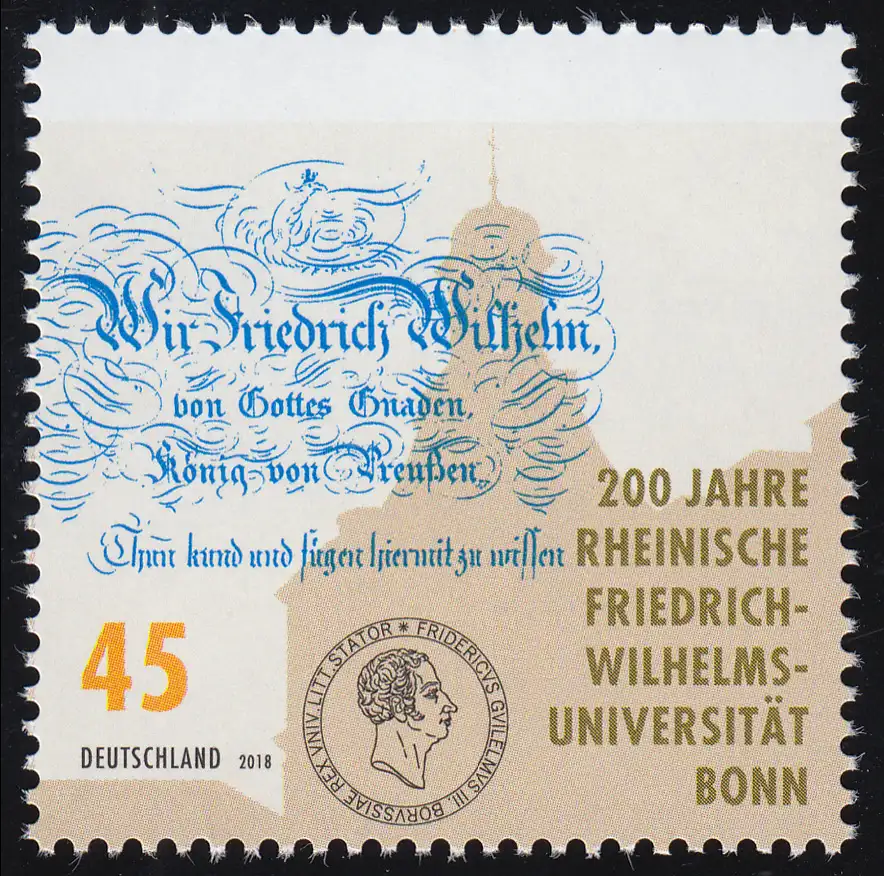 Wir Friedrich Wilhelm,
von Gottes Gnaden,
König von Preußen,
Thun kund und fügen hiermit zu wissen
200 JAHRE
RHEINISCHE
FRIEDRICH-
WILHELMS-
UNIVERSITÄT
BONN
45
DEUTSCHLAND 2018
* FRIDERICVS GVILELMVS III. BORVSSIAE REX VNIV. LITT. STATOR